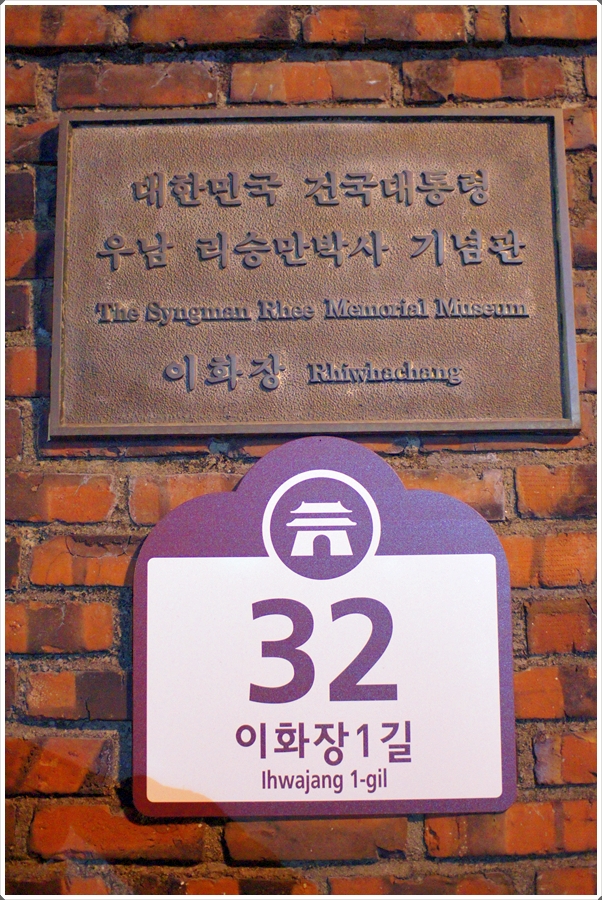 대한민국 건국대통령
우남 리승만박사 기념관
The Syngman Rhee Memorial Museum
이화장 Rhiwhachang
32
이화장1길
Ihwajang 1-gil